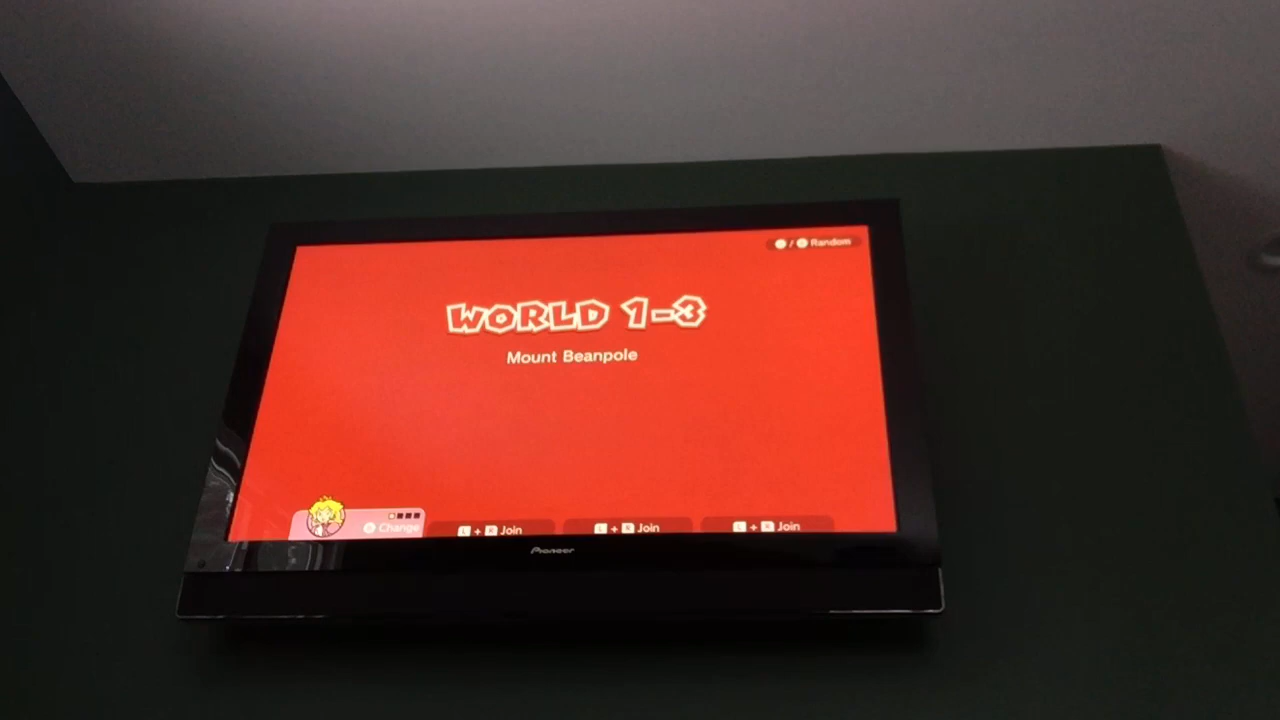 / Random
WORLD 1-3
Mount Beanpole
Change
L + R Join
L + R Join
L + R Join
Pioneer